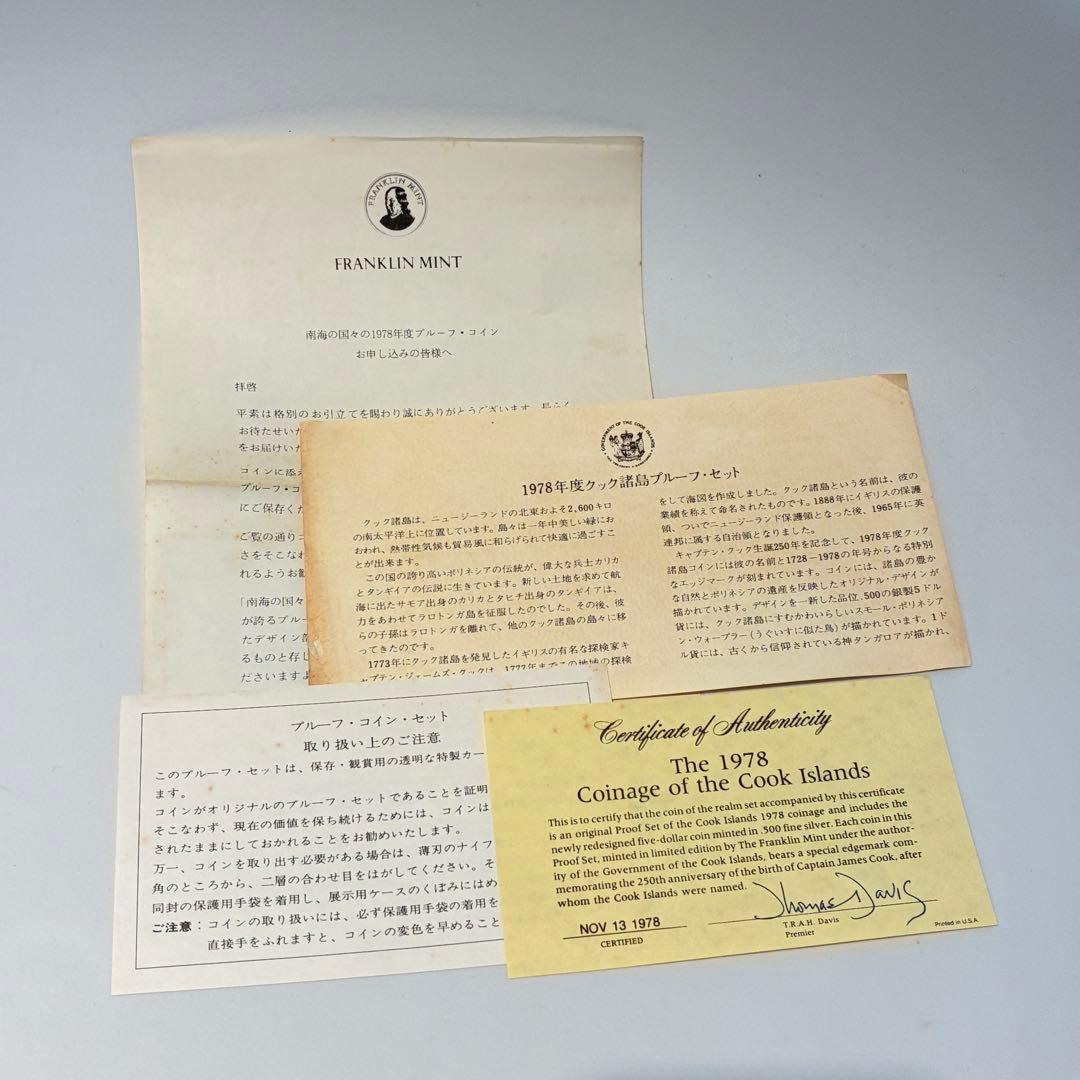 FRANKLIN MINT
FRANKLIN MINT
南海の国々の1978年度プルーフ・コイン
お申し込みの皆様へ
拝啓
平素は格別のお引立てを賜わり誠にありがとうございます。長らく
お待たせいた
をお届けいた
コインに添え
プルーフ・コ
にご保存くだ
ご覧の通りコ
さをそこなわ
れるようお勧
「南海の国々
が誇るプルー
たデザイン部
るものと存じ
ださいますよ
GOVERNMENT OF THE COOK ISLANDS
1978年度クック諸島プルーフ・セット
クック諸島は、ニュージーランドの北東およそ2,600キロ
の南太平洋上に位置しています。島々は一年中美しい緑にお
おわれ、熱帯性気候も貿易風に和らげられて快適に過ごすこ
とが出来ます。
この国の誇り高いポリネシアの伝統が、偉大な兵士カリカ
とタンギイアの伝説に生きています。新しい土地を求めて航
海に出たサモア出身のカリカとタヒチ出身のタンギイアは、
力をあわせてラロトンガ島を征服したのでした。その後、彼
らの子孫はラロトンガを離れて、他のクック諸島の島々に移
ってきたのです。
1773年にクック諸島を発見したイギリスの有名な探検家キ
ャプテン・ジェームズ・クックは、1777年までこの地域の探検
をして海図を作成しました。クック諸島という名前は、彼の
業績を称えて命名されたものです。1888年にイギリスの保護
領、ついでニュージーランド保護領となった後、1965年に英
連邦に属する自治領となりました。
キャプテン・クック生誕250年を記念して、1978年度クック
諸島コインには彼の名前と1728―1978の年号からなる特別
なエッジマークが刻まれています。コインには、諸島の豊か
な自然とポリネシアの遺産を反映したオリジナル・デザインが
描かれています。デザインを一新した品位.500の銀製5ドル
貨には、クック諸島にすむかわいらしいスモール・ポリネシア
ン・ウォーブラー(うぐいすに似た鳥)が描かれています。1ド
ル貨には、古くから信仰されている神タンガロアが描かれ、
プルーフ・コイン・セット
取り扱い上のご注意
このプルーフ・セットは、保存・観賞用の透明な特製カー
ます。
コインがオリジナルのプルーフ・セットであることを証明
そこなわず、現在の価値を保ち続けるためには、コインは
されたままにしておかれることをお勧めいたします。
万一、コインを取り出す必要がある場合は、薄刃のナイフ
角のところから、二層の合わせ目をはがしてください。そ
同封の保護用手袋を着用し、展示用ケースのくぼみにはめ
ご注意：コインの取り扱いには、必ず保護用手袋の着用を
直接手をふれますと、コインの変色を早めること
Certificate of Authenticity
The 1978
Coinage of the Cook Islands
This is to certify that the coin of the realm set accompanied by this certificate
is an original Proof Set of the Cook Islands 1978 coinage and includes the
newly redesigned five-dollar coin minted in .500 fine silver. Each coin in this
Proof Set, minted in limited edition by The Franklin Mint under the author-
ity of the Government of the Cook Islands, bears a special edgemark com-
memorating the 250th anniversary of the birth of Captain James Cook, after
whom the Cook Islands were named.
Thomas Davis
NOV 13 1978
CERTIFIED
T.R.A.H. Davis
Premier
Printed in U.S.A